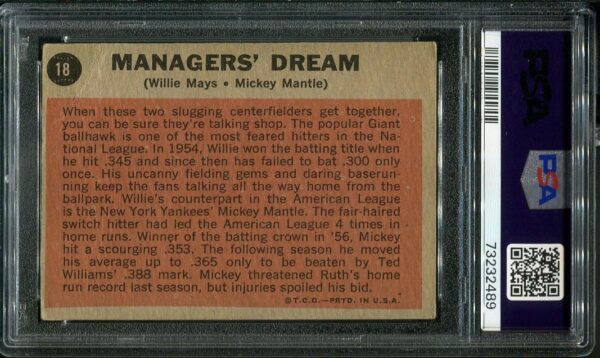 18
MANAGERS' DREAM
(Willie Mays • Mickey Mantle)
When these two slugging centerfielders get together,
you can be sure they're talking shop. The popular Giant
ballhawk is one of the most feared hitters in the Na-
tional League. In 1954, Willie won the batting title when
he hit .345 and since then has failed to bat .300 only
once. His uncanny fielding gems and daring baserun-
ning keep the fans talking all the way home from the
ballpark. Willie's counterpart in the American League
is the New York Yankees' Mickey Mantle. The fair-haired
switch hitter had led the American League 4 times in
home runs. Winner of the batting crown in '56, Mickey
hit a scourging .353. The following season he moved
his average up to .365 only to be beaten by Ted
Williams' .388 mark. Mickey threatened Ruth's home
run record last season, but injuries spoiled his bid.
© T.C.G.—PRTD. IN U.S.A.
PSA
PSA
73232489